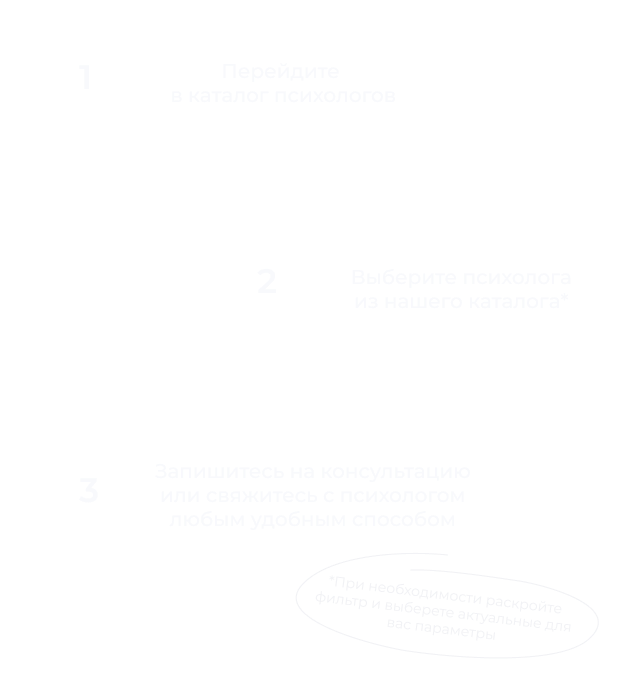 1
Перейдите
в каталог психологов
2
Выберите психолога
из нашего каталога*
3
Запишитесь на консультацию
или свяжитесь с психологом
любым удобным способом
*При необходимости раскройте
фильтр и выберете актуальные для
вас параметры